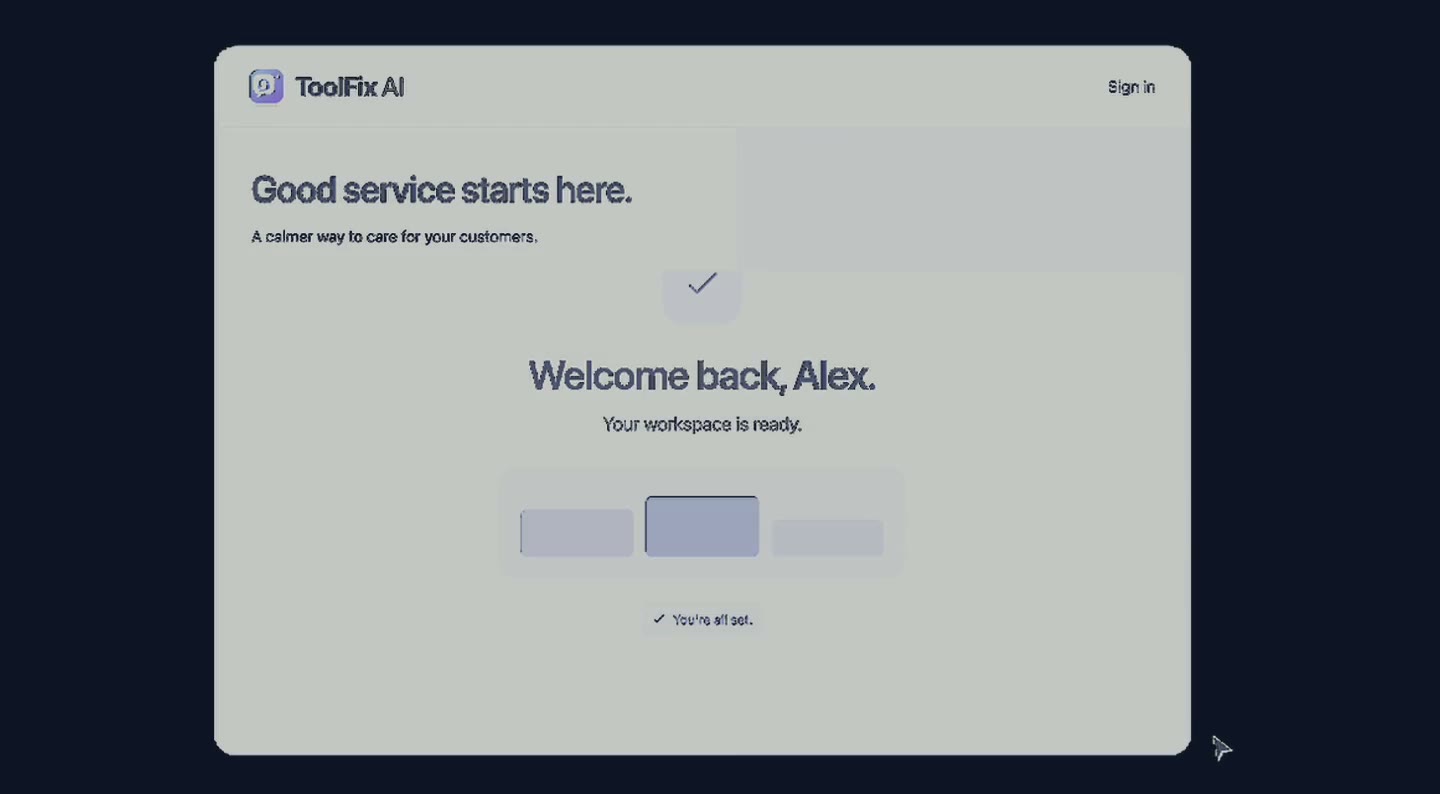 ToolFix AI
Sign in
Good service starts here.
A calmer way to care for your customers.
Welcome back, Alex.
Your workspace is ready.
You're all set.